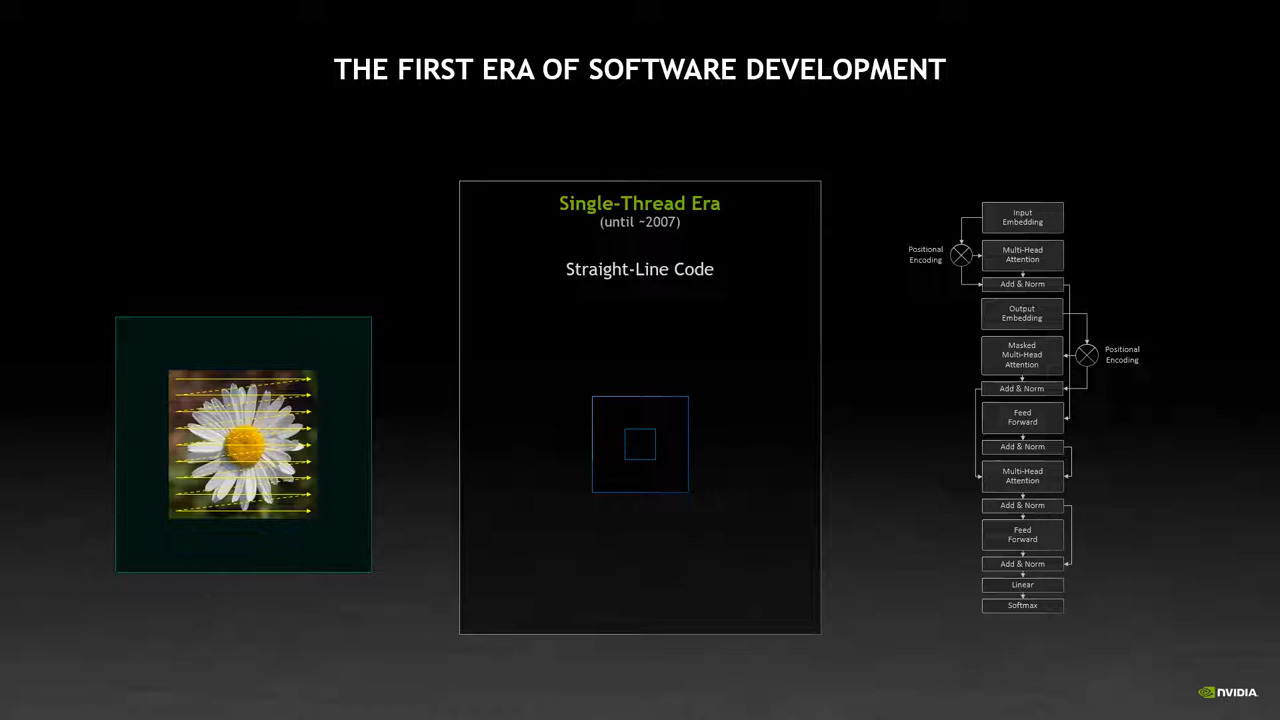 THE FIRST ERA OF SOFTWARE DEVELOPMENT
Single-Thread Era
(until ~2007)
Straight-Line Code
Input
Embedding
Positional
Encoding
Multi-Head
Attention
Add & Norm
Output
Embedding
Masked
Multi-Head
Attention
Positional
Encoding
Add & Norm
Feed
Forward
Add & Norm
Multi-Head
Attention
Add & Norm
Feed
Forward
Add & Norm
Linear
Softmax
NVIDIA.